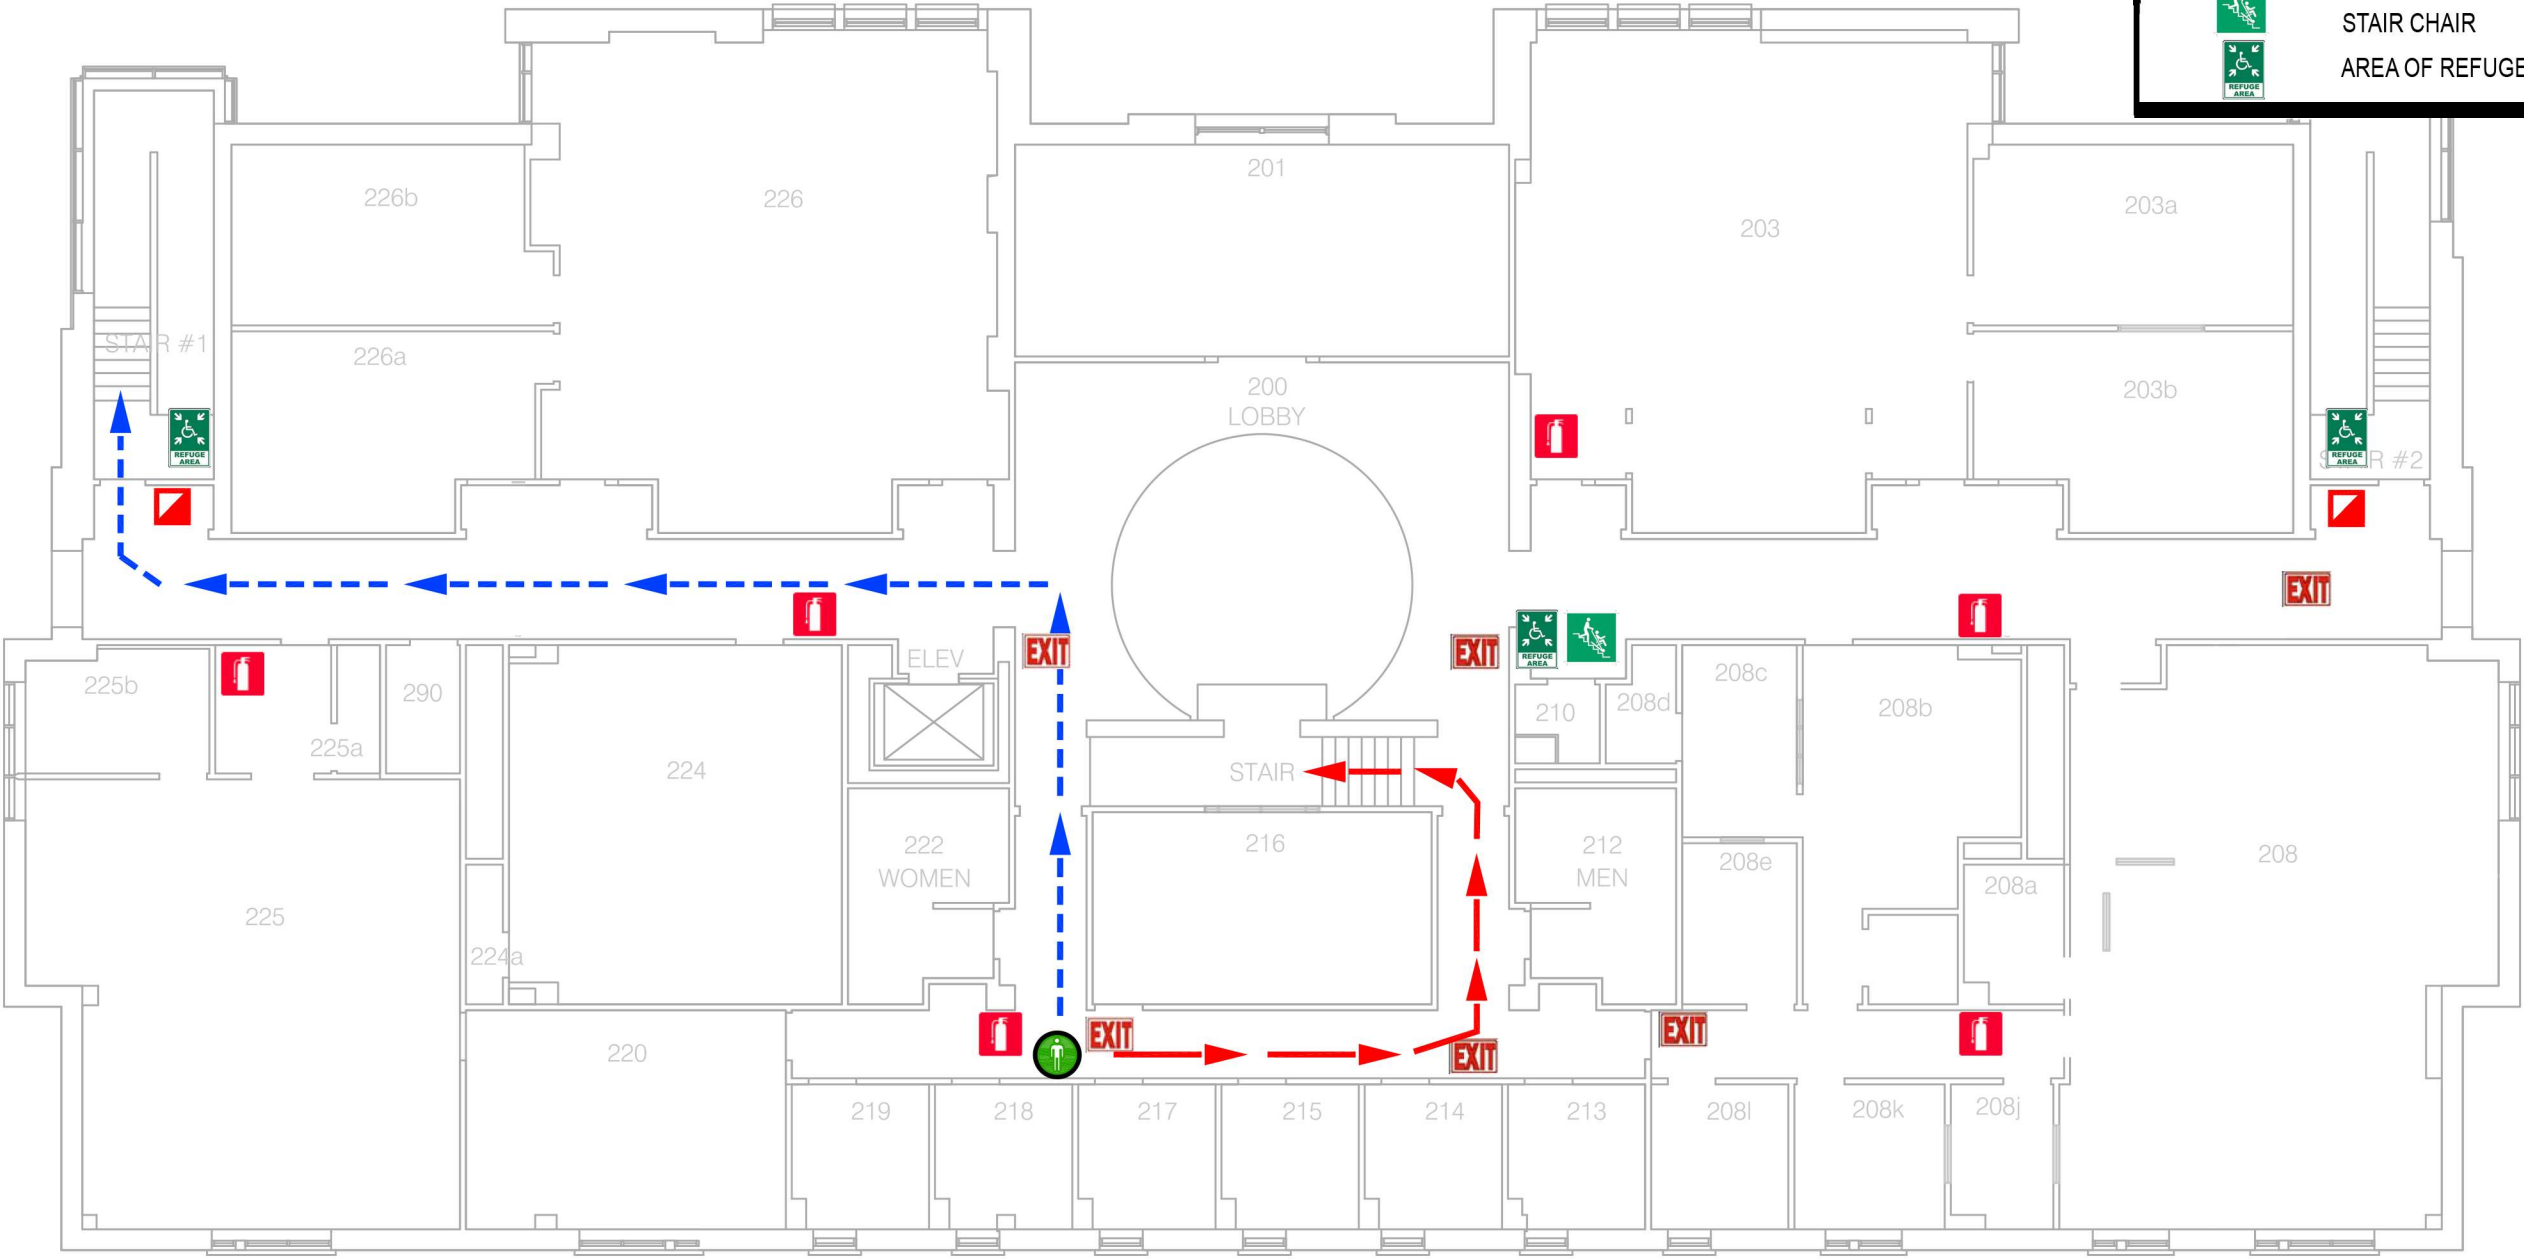 STAIR CHAIR
AREA OF REFUGE
REFUGE
AREA
201
226b
226
203
203a
STAIR #1
226a
200
LOBBY
203b
REFUGE
AREA
REFUGE
AREA
#2
EXIT
EXIT
EXIT
REFUGE
AREA
ELEV
225b
290
225a
224
STAIR
210
208d
208c
208b
222
WOMEN
216
212
MEN
208e
208a
208
225
224a
220
EXIT
EXIT
EXIT
219
218
217
215
214
213
208l
208k
208j